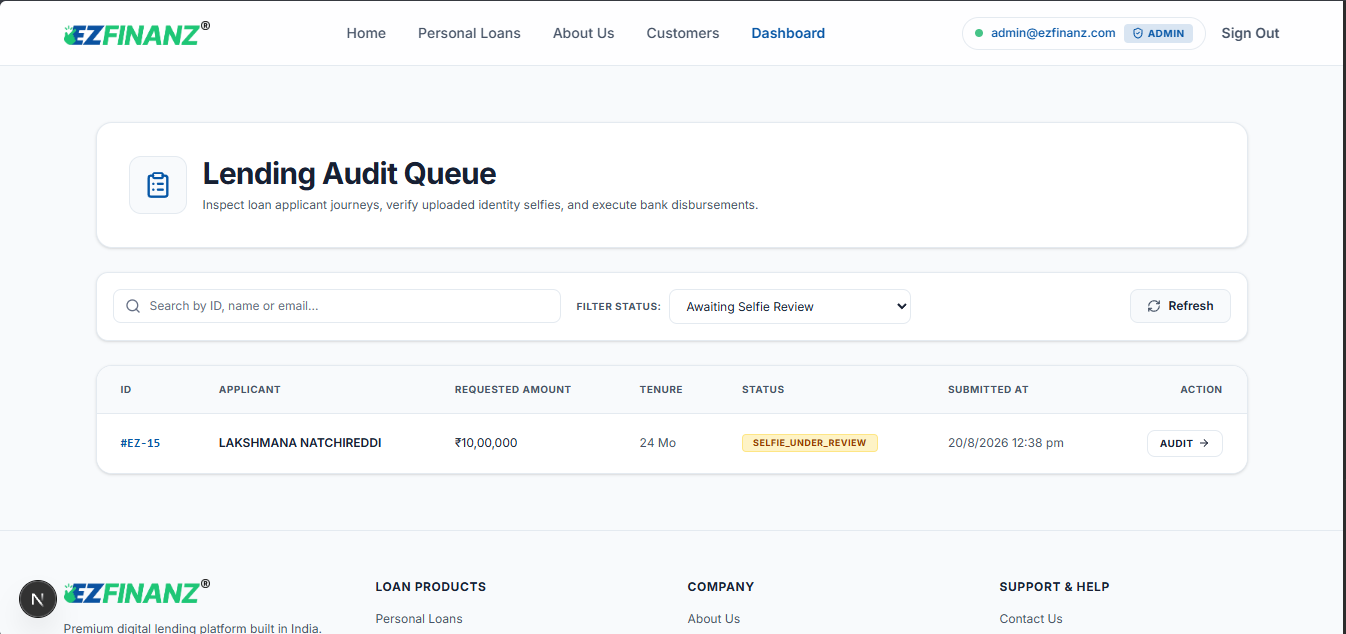 EZFINANZ®
Home Personal Loans About Us Customers Dashboard admin@ezfinanz.com ADMIN Sign Out
Lending Audit Queue
Inspect loan applicant journeys, verify uploaded identity selfies, and execute bank disbursements.
Search by ID, name or email... FILTER STATUS: Awaiting Selfie Review Refresh
ID APPLICANT REQUESTED AMOUNT TENURE STATUS SUBMITTED AT ACTION
#EZ-15 LAKSHMANA NATCHIREDDI ₹10,00,000 24 Mo SELFIE_UNDER_REVIEW 20/8/2026 12:38 pm AUDIT →
N EZFINANZ® LOAN PRODUCTS COMPANY SUPPORT & HELP
Personal Loans About Us Contact Us
Premium digital lending platform built in India.